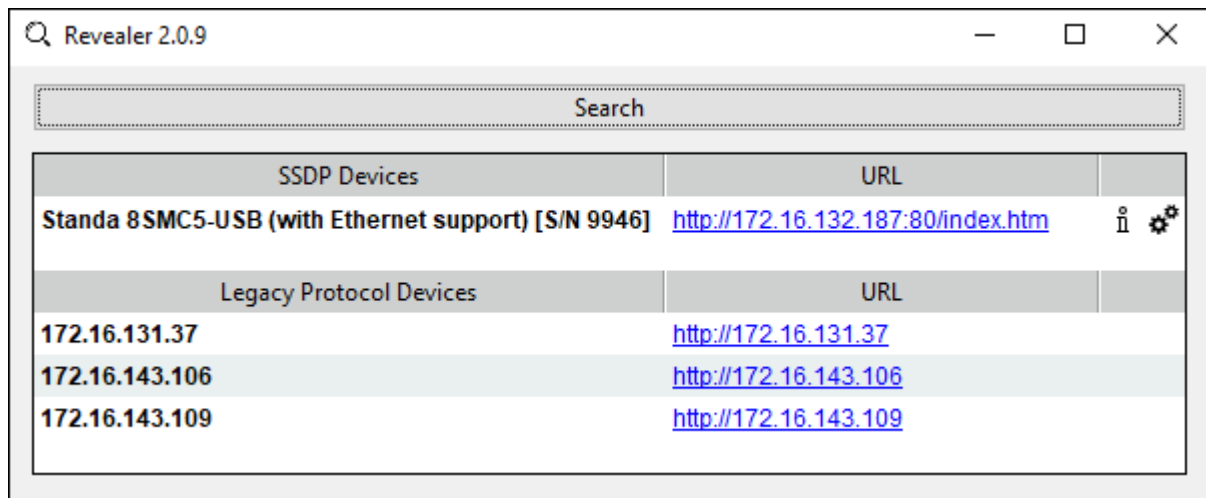 Revealer 2.0.9
Search
SSDP Devices URL
Standa 8SMC5-USB (with Ethernet support) [S/N 9946] http://172.16.132.187:80/index.htm
Legacy Protocol Devices URL
172.16.131.37 http://172.16.131.37
172.16.143.106 http://172.16.143.106
172.16.143.109 http://172.16.143.109